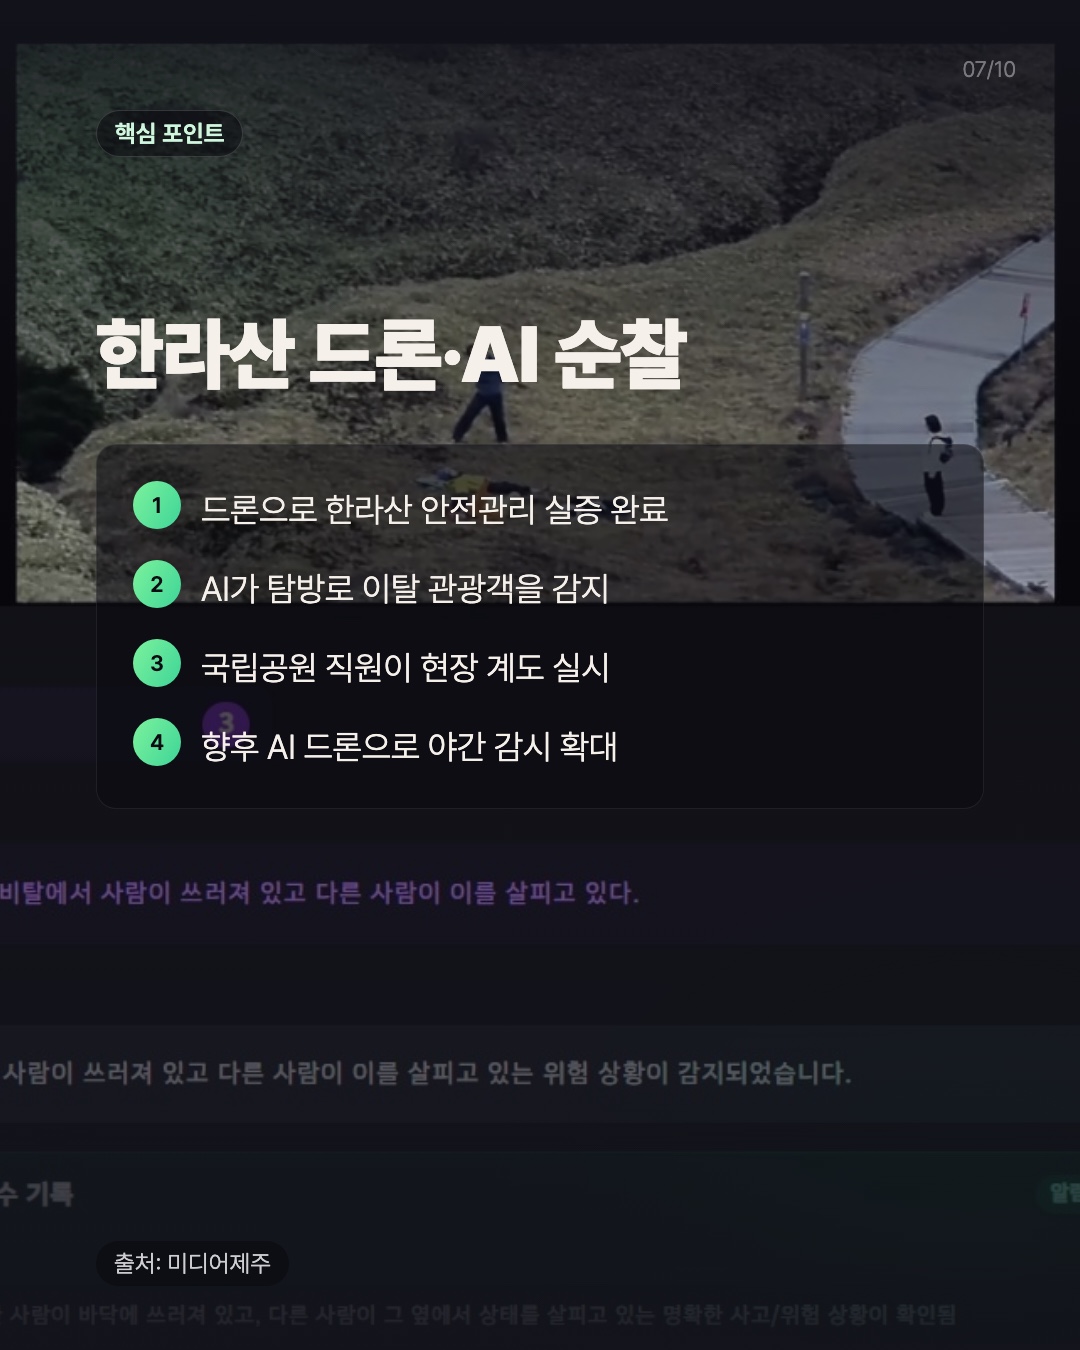 07/10
핵심 포인트
한라산 드론·AI 순찰
1 드론으로 한라산 안전관리 실증 완료
2 AI가 탐방로 이탈 관광객을 감지
3 국립공원 직원이 현장 계도 실시
3
4 향후 AI 드론으로 야간 감시 확대
비탈에서 사람이 쓰러져 있고 다른 사람이 이를 살피고 있다.
사람이 쓰러져 있고 다른 사람이 이를 살피고 있는 위험 상황이 감지되었습니다.
수 기록
출처: 미디어제주
사람이 바닥에 쓰러져 있고, 다른 사람이 그 옆에서 상태를 살피고 있는 명확한 사고/위험 상황이 확인됨